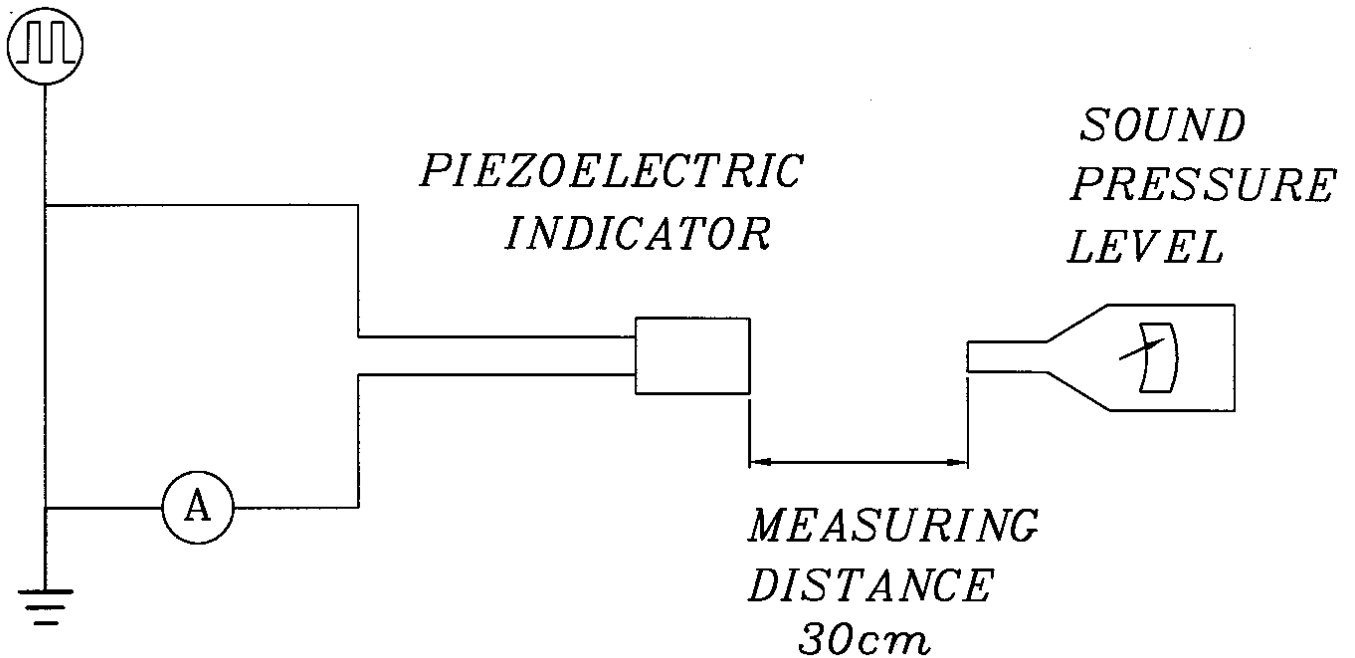 PIEZOELECTRIC
INDICATOR
SOUND
PRESSURE
LEVEL
A
MEASURING
DISTANCE
30cm